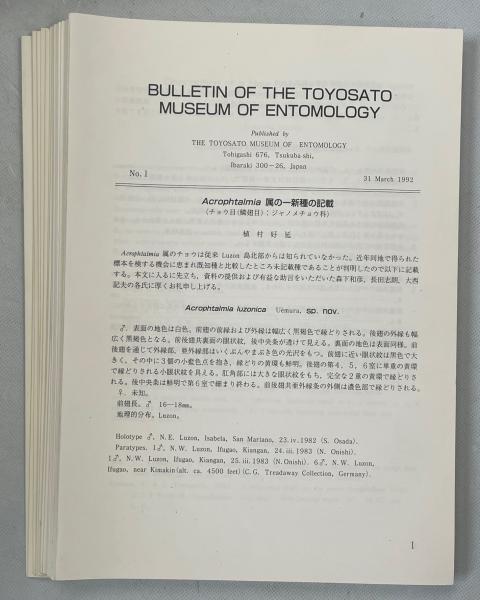 BULLETIN OF THE TOYOSATO
MUSEUM OF ENTOMOLOGY
Published by
THE TOYOSATO MUSEUM OF ENTOMOLOGY
Tohigashi 676, Tsukuba-shi,
Ibaraki 300-26, Japan
No. 1
31 March 1992
Acrophtalmia 属の一新種の記載
(チョウ目(鱗翅目):ジャノメチョウ科)
植 村 好 延
Acrophtalmia 属のチョウは従来 Luzon 島北部からは知られていなかった。近年同地で得られた
標本を検する機会に恵まれ既知種と比較したところ未記載種であることが判明したので以下に記載
する。本文に入るに先立ち、資料の提供および有益な助言をいただいた森下和彦、長田志朗、大西
記夫の各氏に厚くお礼申し上げる。
Acrophtalmia luzonica Uemura, sp. nov.
♂. 表面の地色は白色。前翅の前縁および外縁は幅広く黒褐色で縁どりされる。後翅の外縁も幅
広く黒褐色となる。前後翅共裏面の眼状紋、後中央条が透けて見える。裏面の地色は表面同様。前
後翅を通じて外縁部、亜外縁部はいくぶんやまぶき色の光沢をもつ。前翅に近い眼状紋は黒色で大
きく、その中に3個の小藍色点を抱き、縁どりの黄環も鮮明。後翅の第4、5、6室に単重の黄環
で縁どりされる小眼状紋を具える。肛角部には大きな眼状紋をもち、完全な2重の黄環で縁どりさ
れる。後中央条は鮮明で第6室で細まり終わる。前後翅共亜外縁条の外側は濃色部で縁どりされる。
♀. 未知。
前翅長。♂ 16—18mm。
地理的分布。Luzon。
Holotype ♂, N. E. Luzon, Isabela, San Mariano, 23. iv. 1982 (S. Osada).
Paratypes. 1♂, N. W. Luzon, Ifugao, Kiangan, 24. iii. 1983 (N. Onishi).
1♂, N. W. Luzon, Ifugao, Kiangan, 25. iii. 1983 (N. Onishi). 6♂, N. W. Luzon,
Ifugao, near Kimakin (alt. ca. 4500 feet) (C. G. Treadaway Collection, Germany).
1